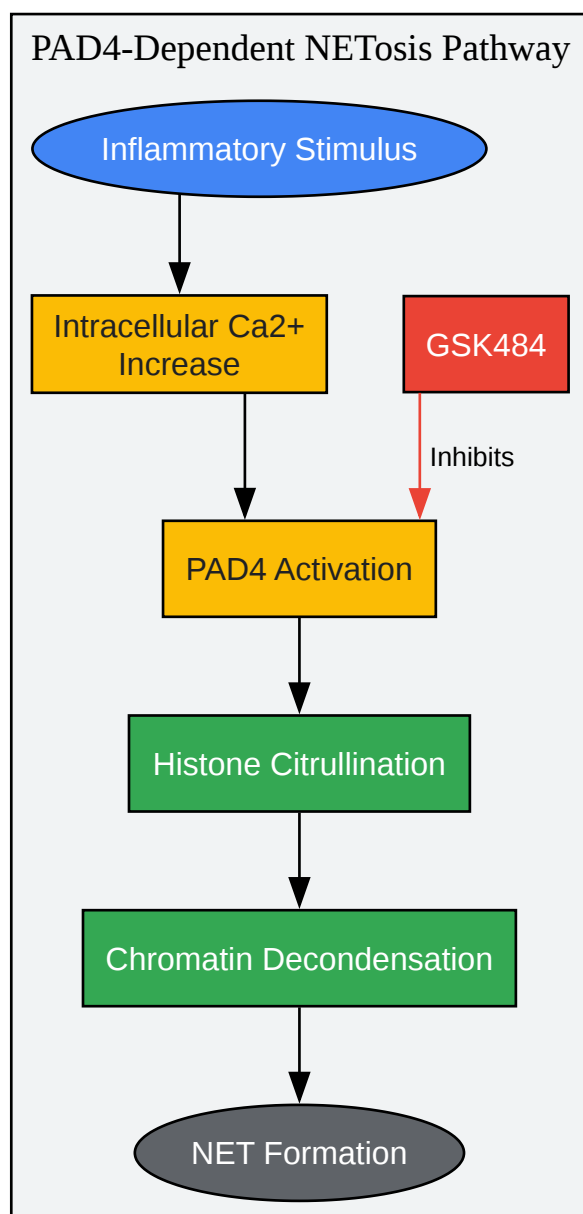 PAD4-Dependent NETosis Pathway
Inflammatory Stimulus
Intracellular Ca2+
Increase
GSK484
Inhibits
PAD4 Activation
Histone Citrullination
Chromatin Decondensation
NET Formation